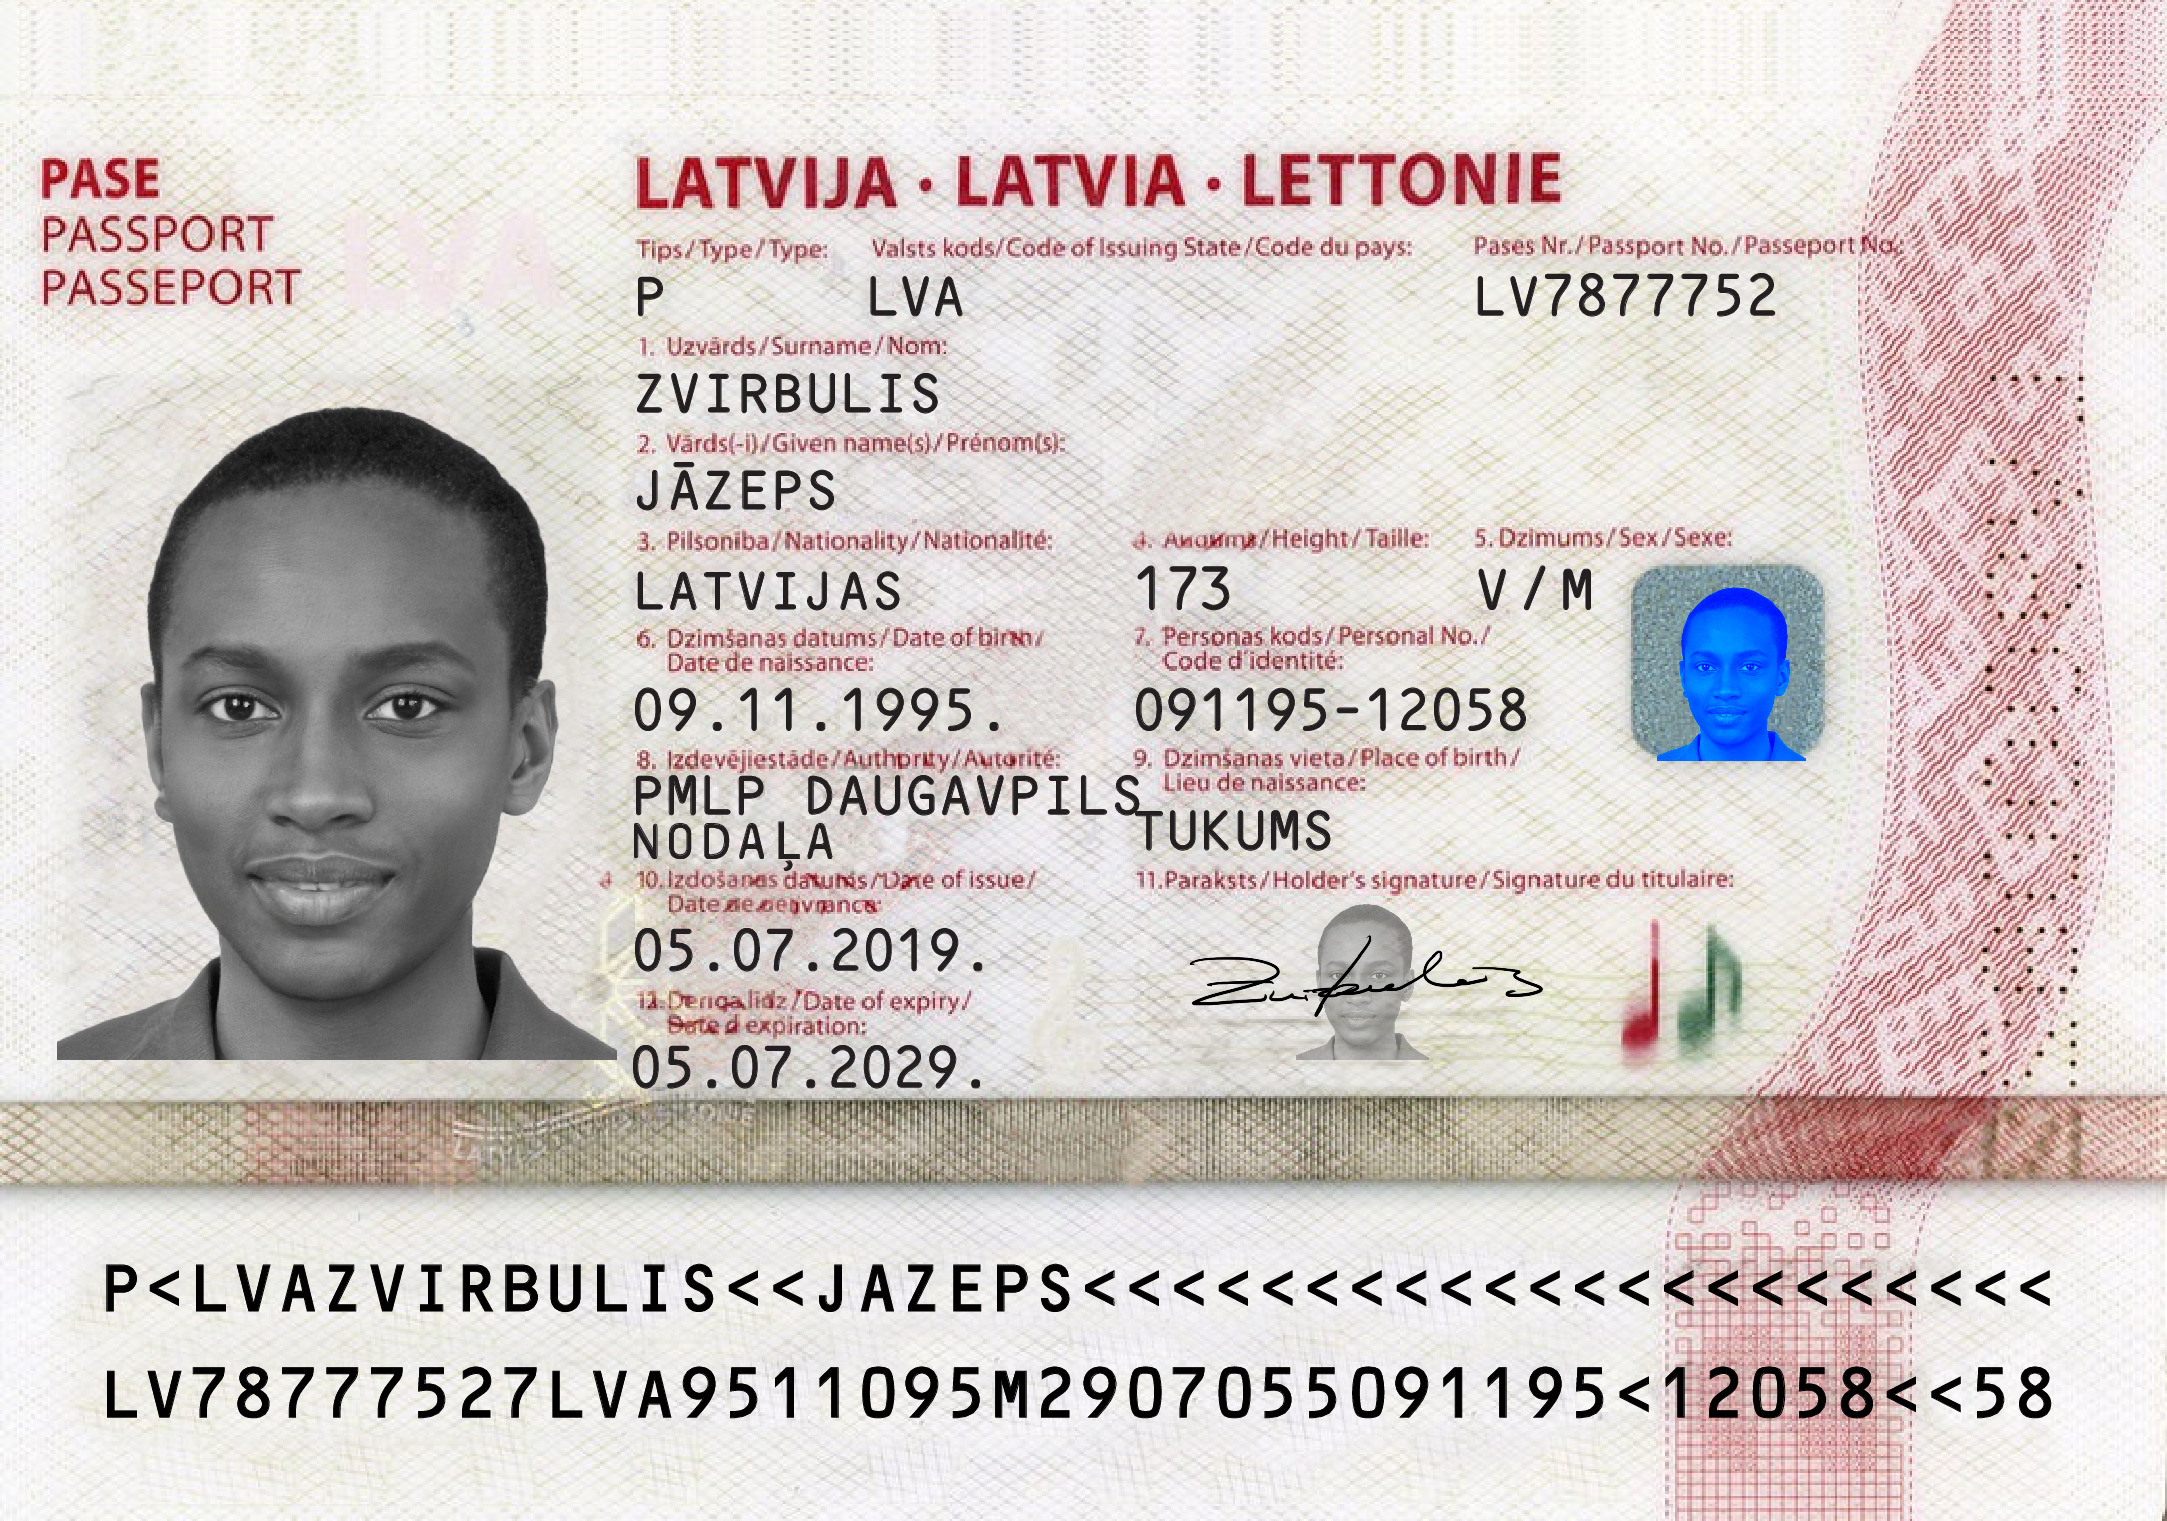 PASE
PASSPORT
PASSEPORT
LVA
LATVIJA · LATVIA · LETTONIE
Tips/Type/Type: Valsts kods/Code of Issuing State/Code du pays: Pases Nr./Passport No./Passeport No.:
P LVA LV7877752
1. Uzvārds/Surname/Nom:
ZVIRBULIS
2. Vārds(-i)/Given name(s)/Prénom(s):
JĀZEPS
3. Pilsonība/Nationality/Nationalité: /Height/Taille: 5. Dzimums/Sex/Sexe:
LATVIJAS 173 V/M
6. Dzimšanas datums/Date of birth/ 7. Personas kods/Personal No./
Date de naissance: Code d'identité:
09.11.1995. 091195-12058
8. Izdevējiestāde/Authority/Autorité: 9. Dzimšanas vieta/Place of birth/
Lieu de naissance:
PMLP DAUGAVPILS
NODAĻA
TUKUMS
10. Izdošanas datums/Date of issue/ 11. Paraksts/Holder's signature/Signature du titulaire:
Date de
05.07.2019.
/Date of expiry/
Date d'expiration:
05.07.2029.
P<LVAZVIRBULIS<<JAZEPS<<<<<<<<<<<<<<<<<<<<<<
LV78777527LVA9511095M2907055091195<12058<<58